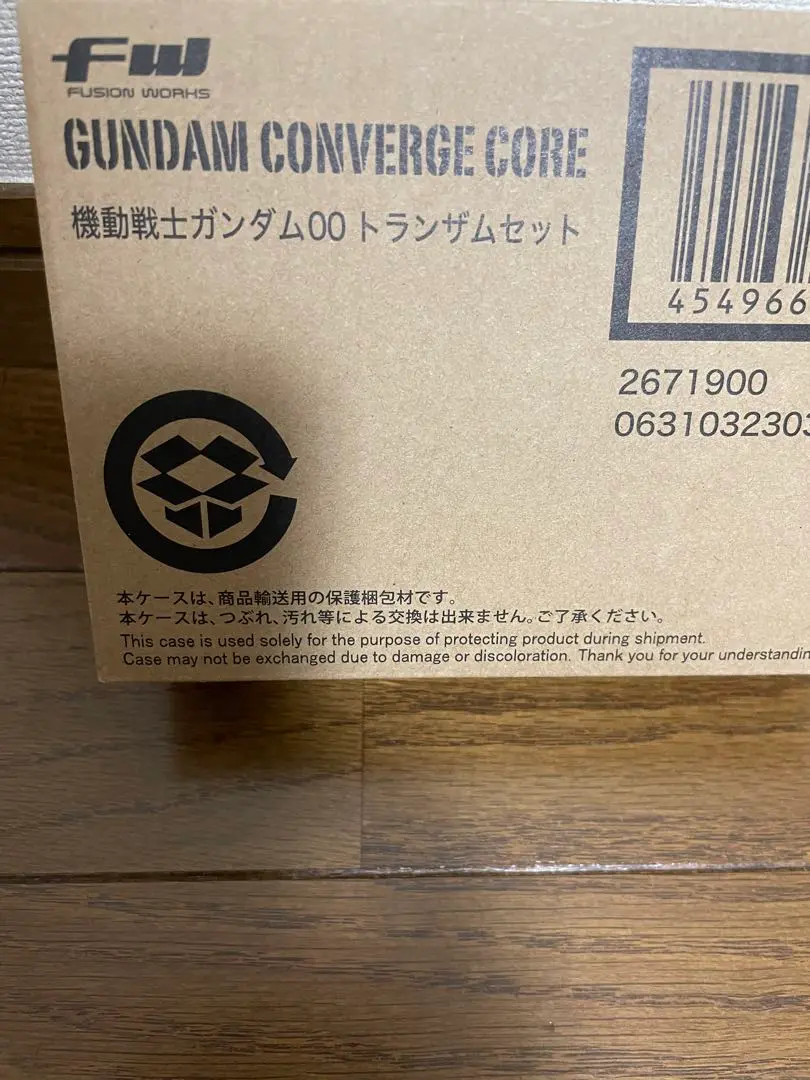 FW
FUSION WORKS
GUNDAM CONVERGE CORE
機動戦士ガンダム00 トランザムセット
454966
2671900
0631032303
本ケースは、商品輸送用の保護梱包材です。
本ケースは、つぶれ、汚れ等による交換は出来ません。ご了承ください。
This case is used solely for the purpose of protecting product during shipment.
Case may not be exchanged due to damage or discoloration. Thank you for your understandin